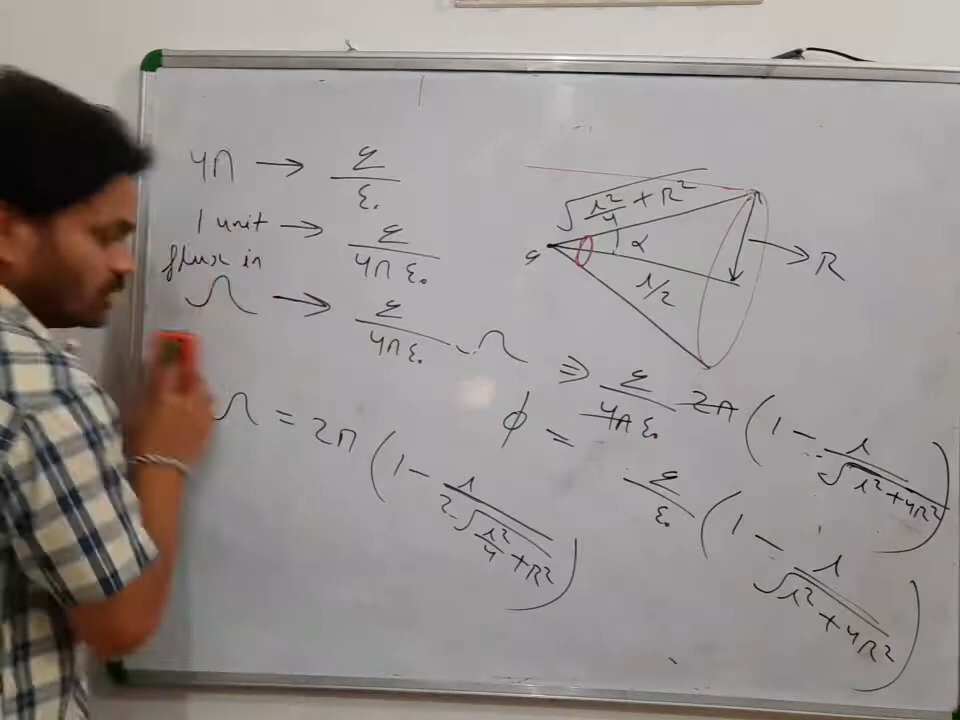 4π → q/ε₀
1 unit → q/4πε₀
flux in
Ω → q/4πε₀ · Ω
⇒ q/4πε₀ 2π (1 - l/√(l² + 4R²))
Ω = 2π (1 - l/2√(l²/4 + R²))
ϕ = q/ε₀ (1 - l/√(l² + 4R²))
√(l²/4 + R²)
α
q
l/2
→ R